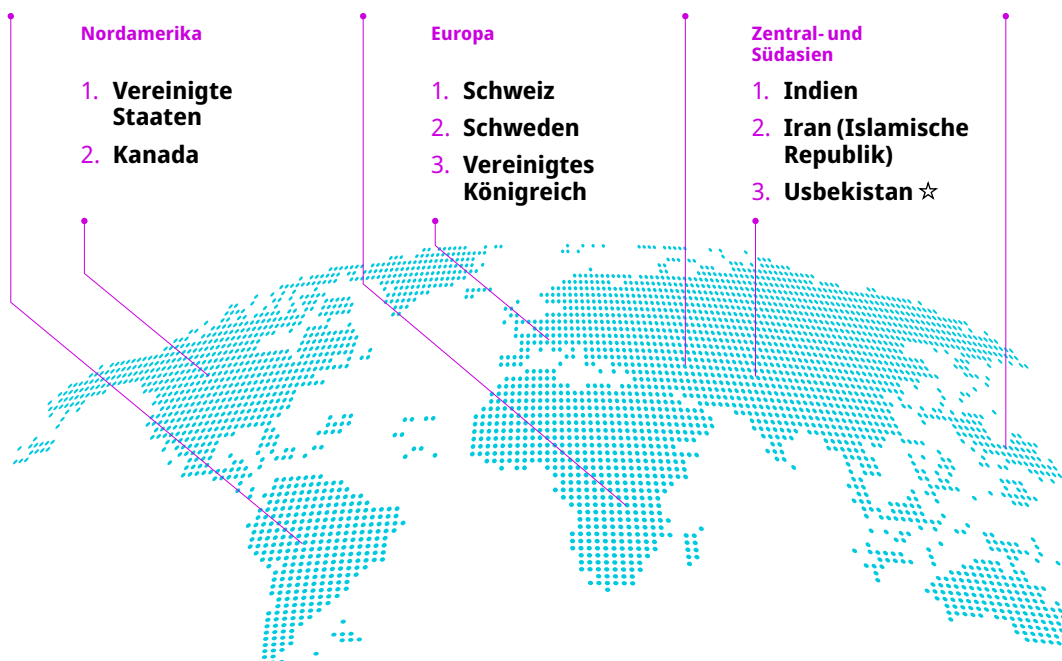 Nordamerika
1. Vereinigte
Staaten
2. Kanada
Europa
1. Schweiz
2. Schweden
3. Vereinigtes
Königreich
Zentral- und
Südasien
1. Indien
2. Iran (Islamische
Republik)
3. Usbekistan ☆